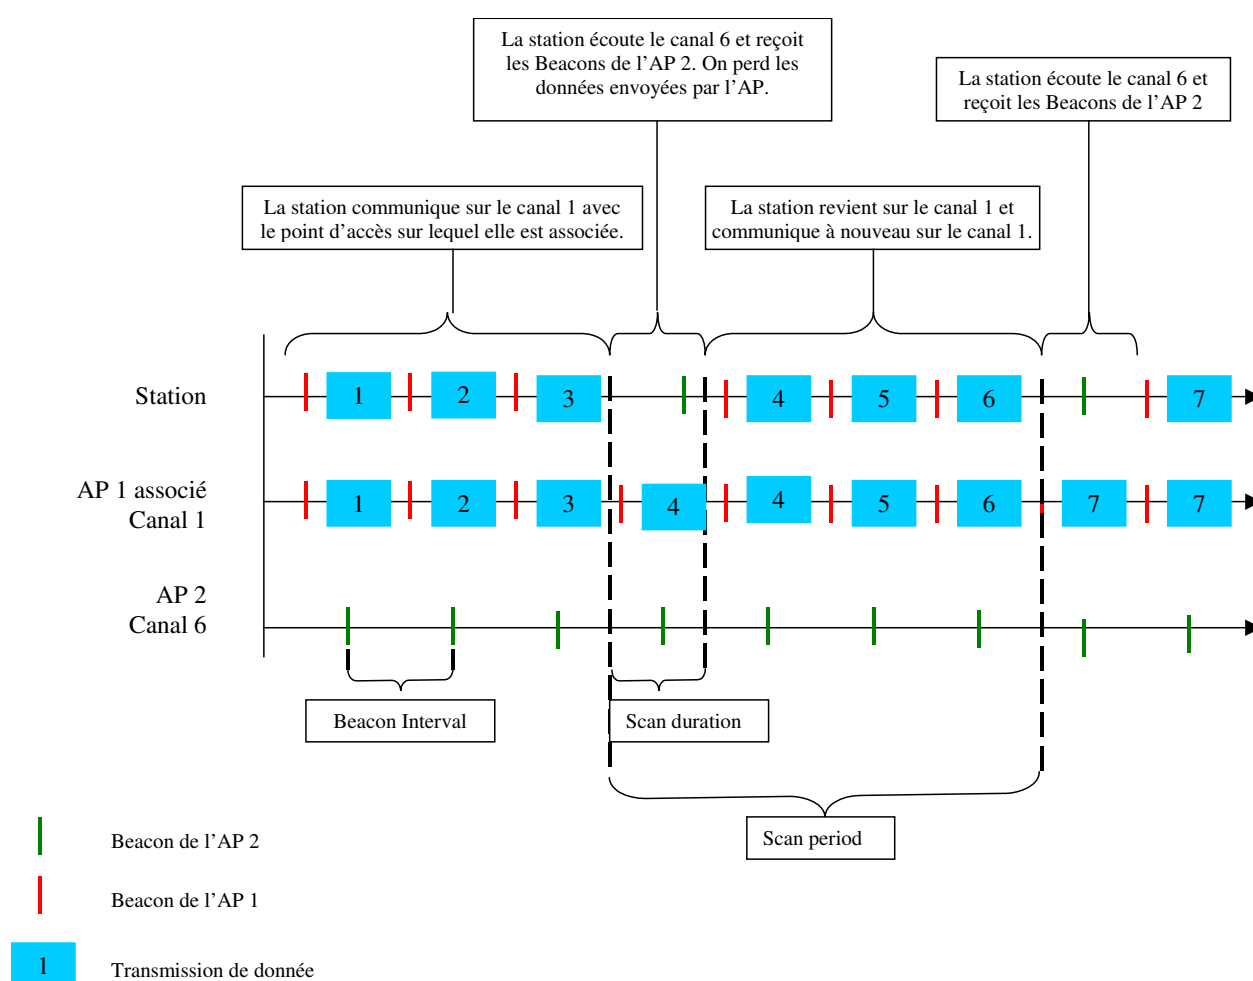 La station écoute le canal 6 et reçoit
les Beacons de l'AP 2. On perd les
données envoyées par l'AP.
La station écoute le canal 6 et
reçoit les Beacons de l'AP 2
La station communique sur le canal 1 avec
le point d'accès sur lequel elle est associée.
La station revient sur le canal 1 et
communique à nouveau sur le canal 1.
Station
1
2
3
4
5
6
7
AP 1 associé
Canal 1
1
2
3
4
4
5
6
7
7
AP 2
Canal 6
Beacon Interval
Scan duration
Scan period
Beacon de l'AP 2
Beacon de l'AP 1
1
Transmission de donnée